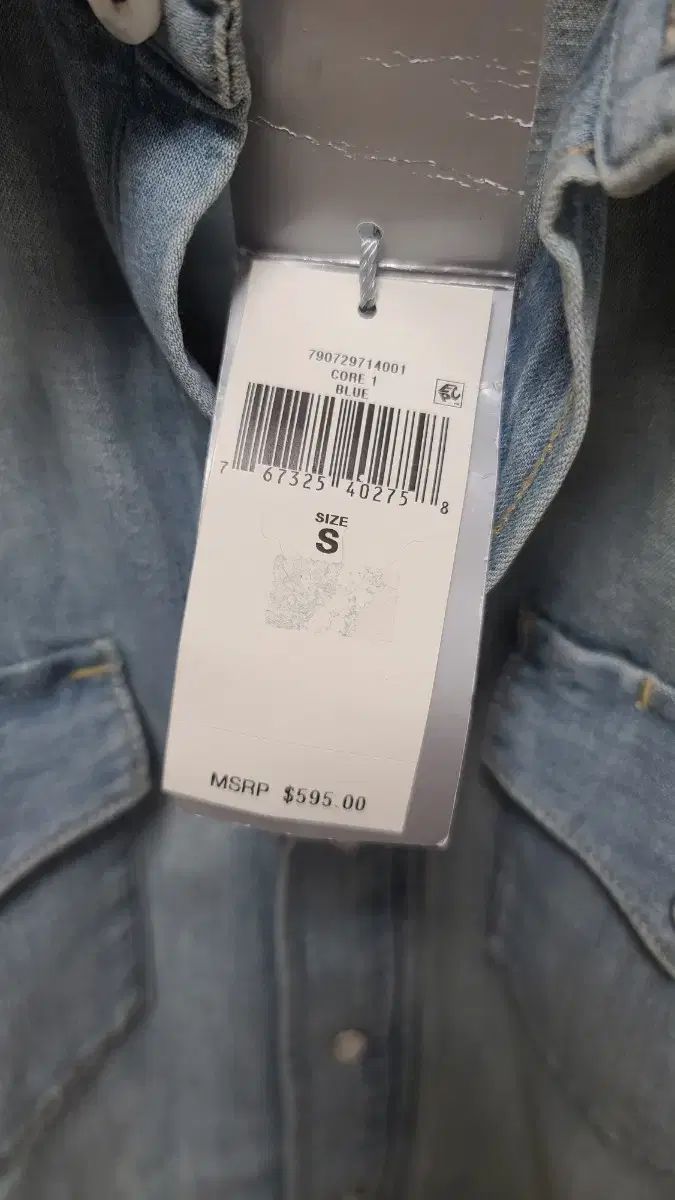 790729714001
CORE 1
BLUE
7 67325 40275 8
SIZE
S
MSRP $595.00